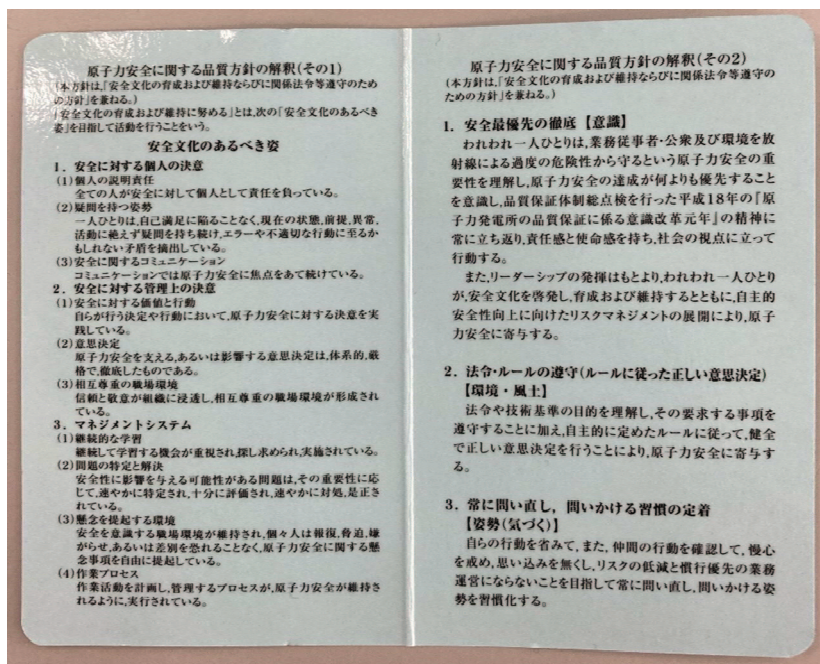 原子力安全に関する品質方針の解釈(その1)
(本方針は,「安全文化の育成および維持ならびに関係法令等遵守のため
の方針」を兼ねる。)
「安全文化の育成および維持に努める」とは,次の「安全文化のあるべき
姿」を目指して活動を行うことをいう。
安全文化のあるべき姿
1. 安全に対する個人の決意
(1)個人の説明責任
全ての人が安全に対して個人として責任を負っている。
(2)疑問を持つ姿勢
一人ひとりは,自己満足に陥ることなく,現在の状態,前提,異常,
活動に絶えず疑問を持ち続け,エラーや不適切な行動に至るか
もしれない矛盾を摘出している。
(3)安全に関するコミュニケーション
コミュニケーションでは原子力安全に焦点をあて続けている。
2. 安全に対する管理上の決意
(1)安全に対する価値と行動
自らが行う決定や行動において,原子力安全に対する決意を実
践している。
(2)意思決定
原子力安全を支える,あるいは影響する意思決定は,体系的,厳
格で,徹底したものである。
(3)相互尊重の職場環境
信頼と敬意が組織に浸透し,相互尊重の職場環境が形成され
ている。
3. マネジメントシステム
(1)継続的な学習
継続して学習する機会が重視され,探し求められ,実施されている。
(2)問題の特定と解決
安全性に影響を与える可能性がある問題は,その重要性に応
じて,速やかに特定され,十分に評価され,速やかに対処,是正さ
れている。
(3)懸念を提起する環境
安全を意識する職場環境が維持され,個々人は報復,脅迫,嫌
がらせ,あるいは差別を恐れることなく,原子力安全に関する懸
念事項を自由に提起している。
(4)作業プロセス
作業活動を計画し,管理するプロセスが,原子力安全が維持さ
れるように,実行されている。
原子力安全に関する品質方針の解釈(その2)
(本方針は,「安全文化の育成および維持ならびに関係法令等遵守の
ための方針」を兼ねる。)
1. 安全最優先の徹底【意識】
われわれ一人ひとりは,業務従事者・公衆及び環境を放
射線による過度の危険性から守るという原子力安全の重
要性を理解し,原子力安全の達成が何よりも優先すること
を意識し,品質保証体制総点検を行った平成18年の『原
子力発電所の品質保証に係る意識改革元年』の精神に
常に立ち返り,責任感と使命感を持ち,社会の視点に立って
行動する。
また,リーダーシップの発揮はもとより,われわれ一人ひとり
が,安全文化を啓発し,育成および維持するとともに,自主的
安全性向上に向けたリスクマネジメントの展開により,原子
力安全に寄与する。
2. 法令・ルールの遵守(ルールに従った正しい意思決定)
【環境・風土】
法令や技術基準の目的を理解し,その要求する事項を
遵守することに加え,自主的に定めたルールに従って,健全
で正しい意思決定を行うことにより,原子力安全に寄与す
る。
3. 常に問い直し,問いかける習慣の定着
【姿勢(気づく)】
自らの行動を省みて,また,仲間の行動を確認して,慢心
を戒め,思い込みを無くし,リスクの低減と慣行優先の業務
運営にならないことを目指して常に問い直し,問いかける姿
勢を習慣化する。